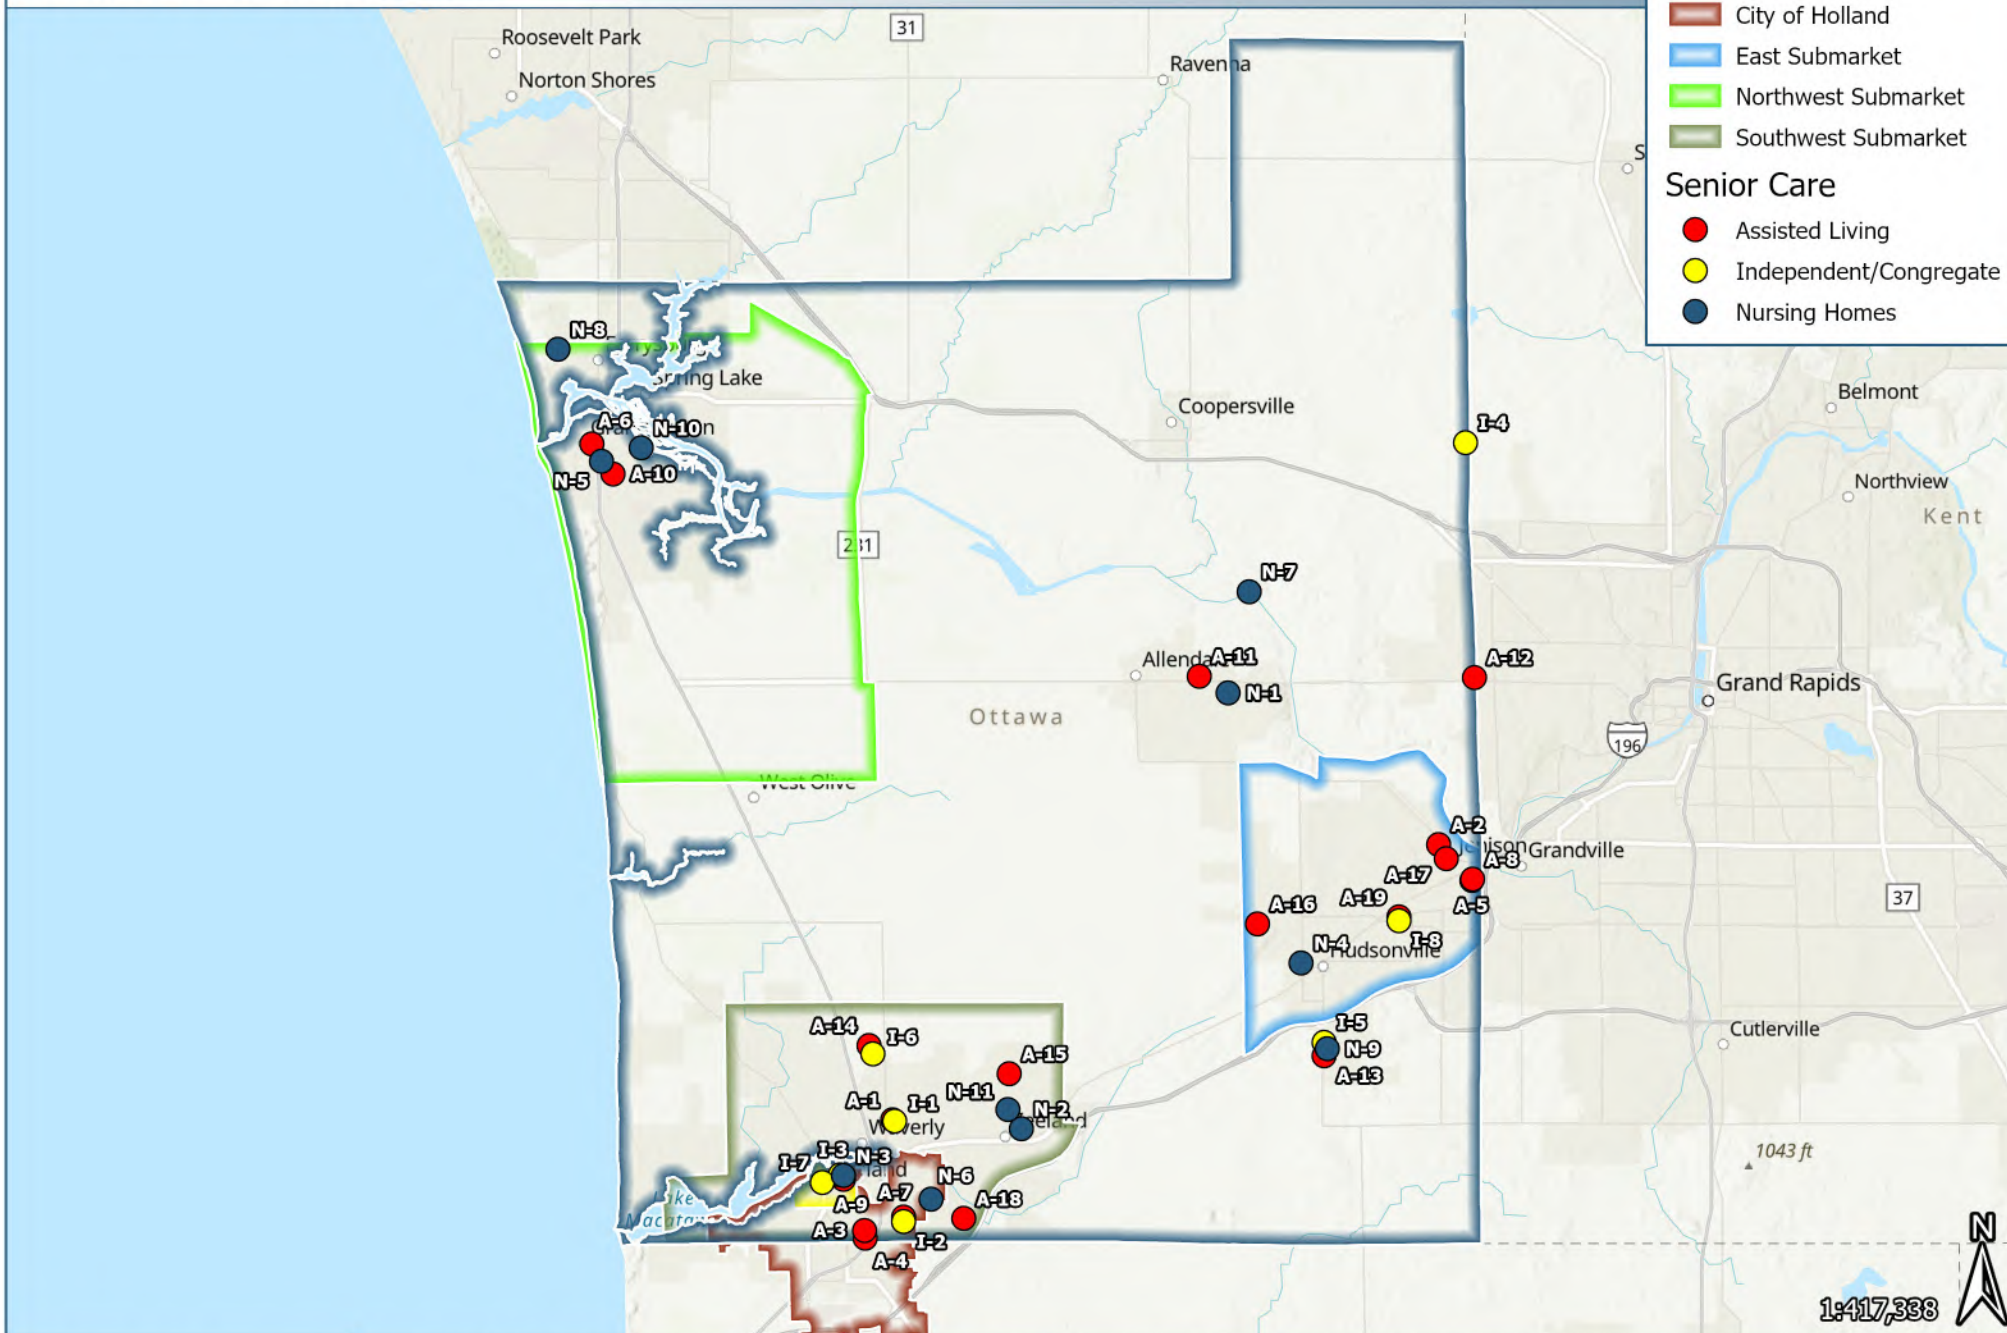 City of Holland
East Submarket
Northwest Submarket
Southwest Submarket
Senior Care
Assisted Living
Independent/Congregate
Nursing Homes
31
Roosevelt Park
Norton Shores
Ravenna
S
N-8
Spring Lake
A-6
N-10
N-5
A-10
Coopersville
I-4
Belmont
Northview
Kent
231
N-7
A-11
N-1
A-12
Grand Rapids
196
Ottawa
West Olive
A-2
Grandville
A-8
A-17
A-5
A-19
A-16
I-8
N-4
Hudsonville
37
A-14
I-6
I-5
N-9
A-13
Cutlerville
A-15
N-11
N-2
A-1
I-1
Waverly
I-3
N-3
I-7
N-6
A-7
A-9
A-18
Lake
Macatawa
A-3
I-2
A-4
1043 ft
N
1:417,338